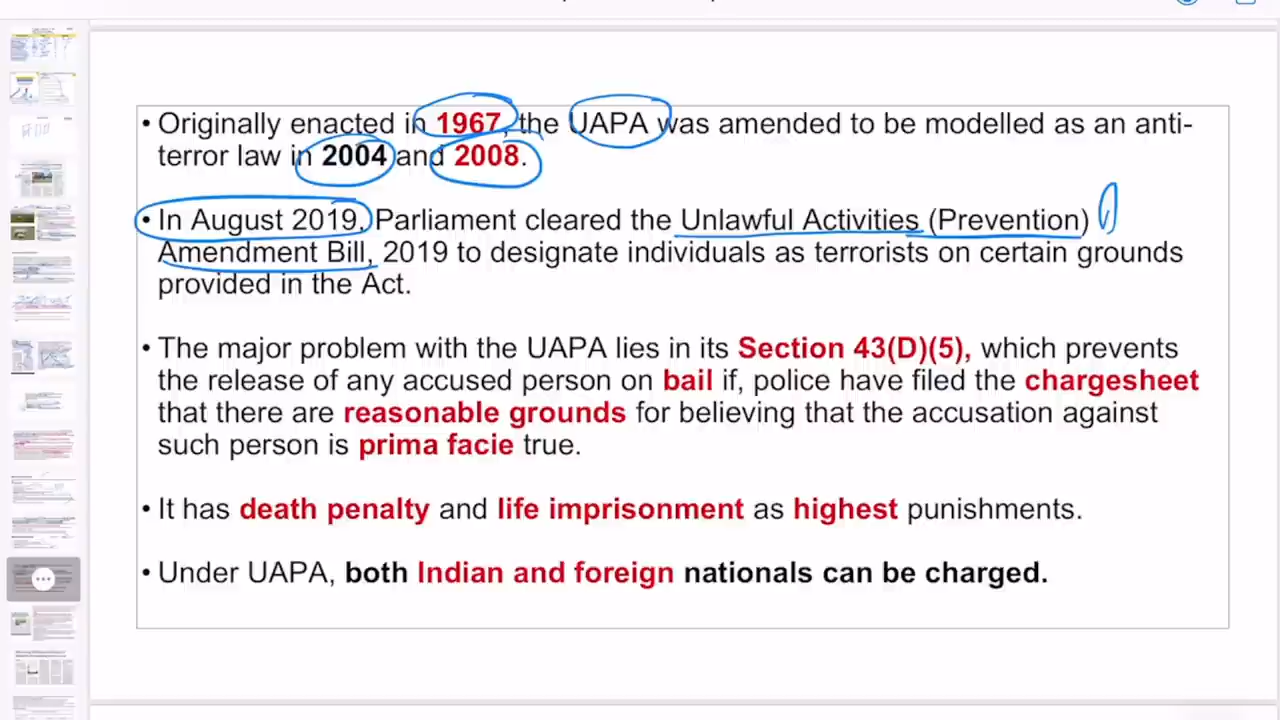 • Originally enacted in 1967, the UAPA was amended to be modelled as an anti-
terror law in 2004 and 2008.
• In August 2019, Parliament cleared the Unlawful Activities (Prevention)
Amendment Bill, 2019 to designate individuals as terrorists on certain grounds
provided in the Act.
• The major problem with the UAPA lies in its Section 43(D)(5), which prevents
the release of any accused person on bail if, police have filed the chargesheet
that there are reasonable grounds for believing that the accusation against
such person is prima facie true.
• It has death penalty and life imprisonment as highest punishments.
• Under UAPA, both Indian and foreign nationals can be charged.